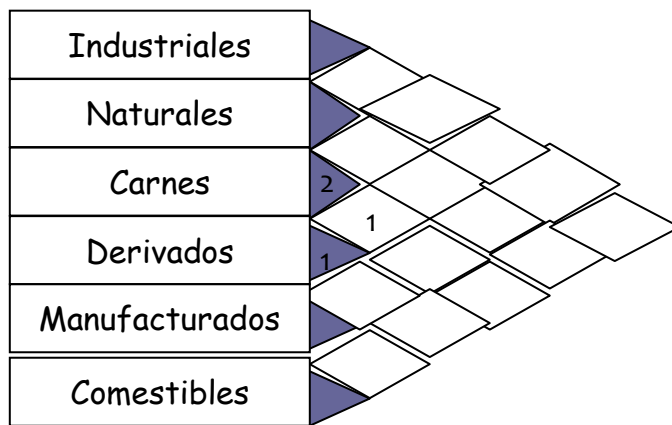 Industriales
Naturales
Carnes
2
1
Derivados
1
Manufacturados
Comestibles